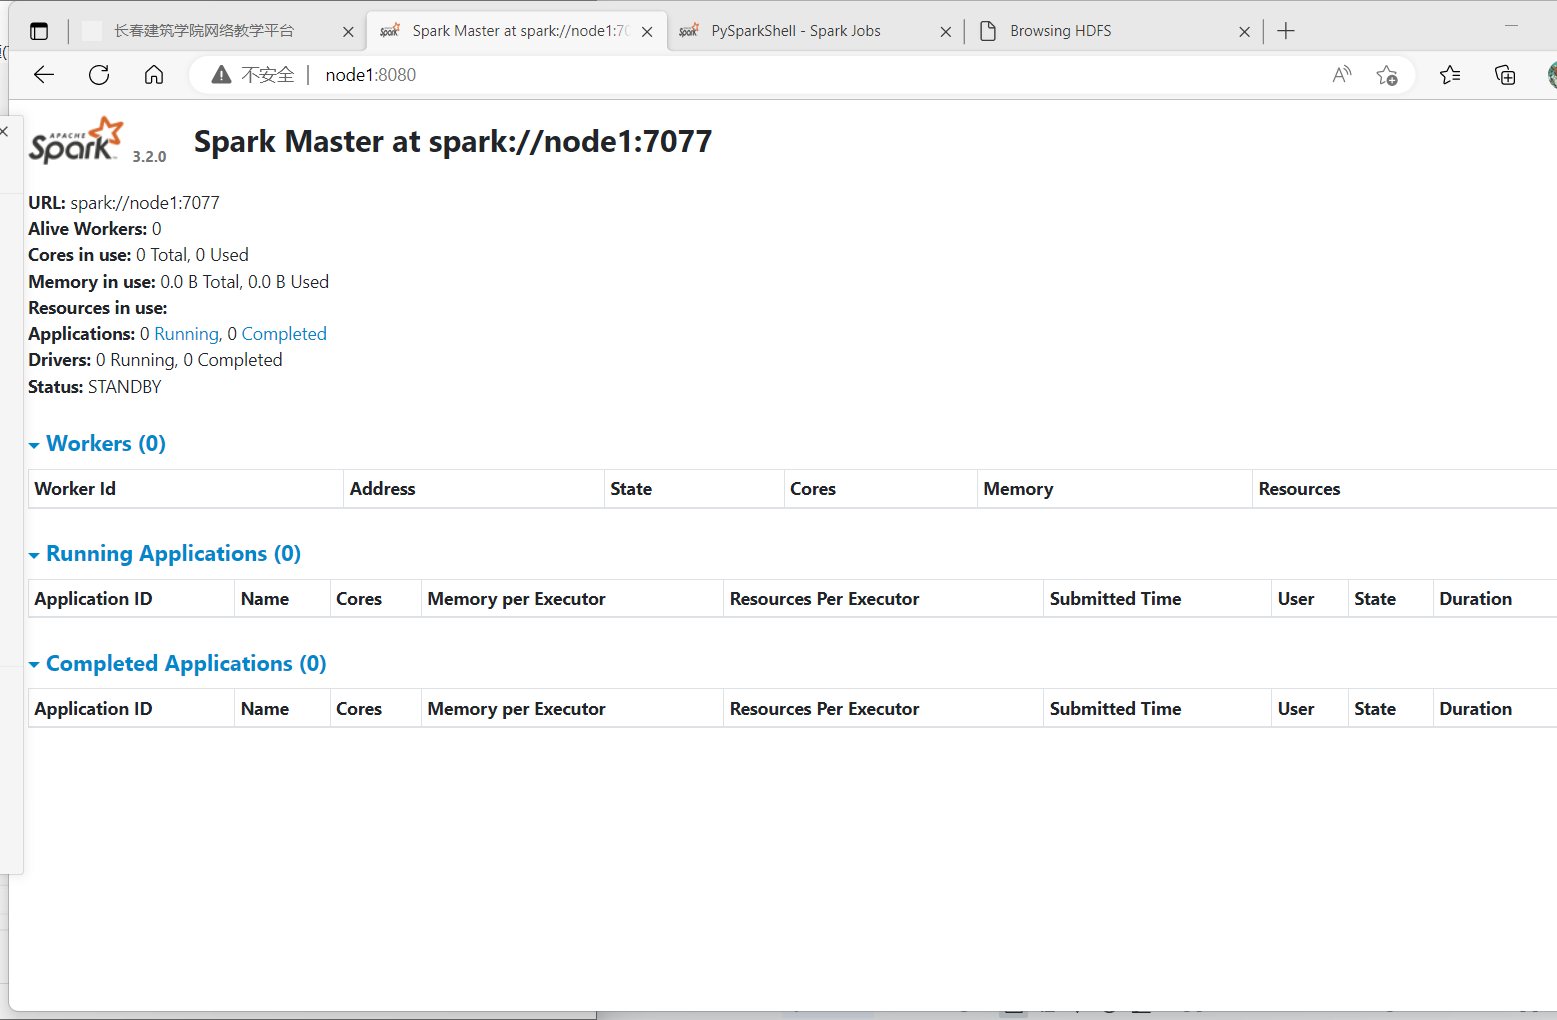 长春建筑学院网络教学平台
Spark Master at spark://node1:70
PySparkShell - Spark Jobs
Browsing HDFS
不安全 | node1:8080
APACHE Spark 3.2.0 Spark Master at spark://node1:7077
URL: spark://node1:7077
Alive Workers: 0
Cores in use: 0 Total, 0 Used
Memory in use: 0.0 B Total, 0.0 B Used
Resources in use:
Applications: 0 Running, 0 Completed
Drivers: 0 Running, 0 Completed
Status: STANDBY
Workers (0)
Worker Id Address State Cores Memory Resources
Running Applications (0)
Application ID Name Cores Memory per Executor Resources Per Executor Submitted Time User State Duration
Completed Applications (0)
Application ID Name Cores Memory per Executor Resources Per Executor Submitted Time User State Duration